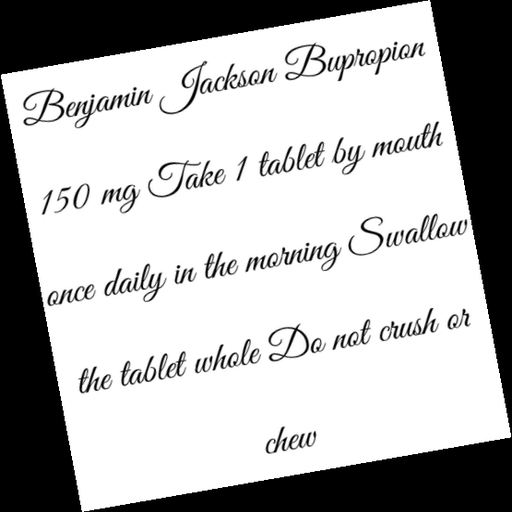 Benjamin Jackson Bupropion
150 mg Take 1 tablet by mouth
once daily in the morning Swallow
the tablet whole Do not crush or
chew